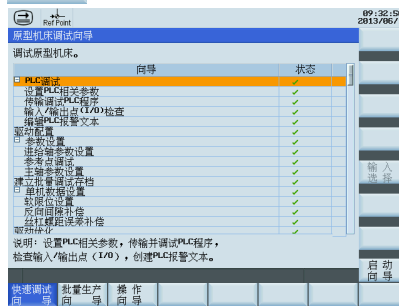 Ref Point
09:32:50
2013/06/
原型机床调试向导
调试原型机床。
向导 状态
PLC调试
设置PLC相关参数
传输调试PLC程序
输入/输出点(I/O)检查
编辑PLC报警文本
驱动配置
参数设置
进给轴参数设置
参考点调试
主轴参数设置
建立批量调试存档
单机数据设置
软限位设置
反向间隙补偿
丝杠螺距误差补偿
驱动优化
输入
选择
说明：设置PLC相关参数，传输并调试PLC程序，
检查输入/输出点（I/O），创建PLC报警文本。
启动
向导
快速调试 批量生产 操作
向导 向导 向导